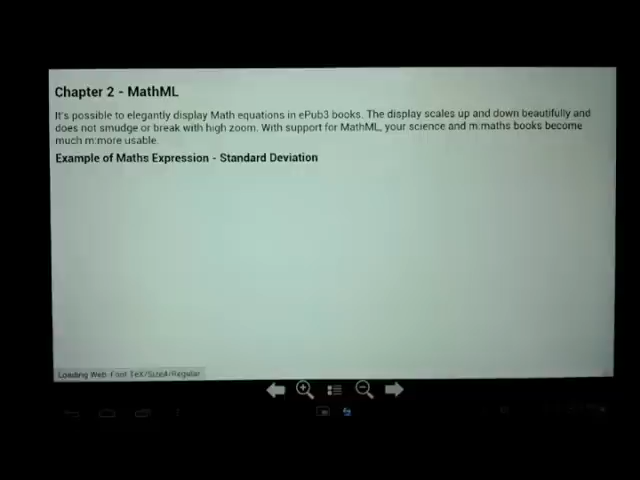 Chapter 2 - MathML
It's possible to elegantly display Math equations in ePub3 books. The display scales up and down beautifully and
does not smudge or break with high zoom. With support for MathML, your science and m:maths books become
much m:more usable.
Example of Maths Expression - Standard Deviation
Loading Web-Font TeX/Size4/Regular